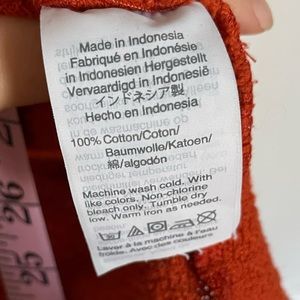 Made in Indonesia
Fabriqué en Indonésie
in Indonesien Hergestellt
Vervaardigd in Indonesië
インドネシア製
Hecho en Indonesia
100% Cotton/Coton/
Baumwolle/Katoen/
綿/algodón
Machine wash cold. With
like colors. Non-chlorine
bleach only. Tumble dry
low. Warm iron as needed.
Laver à la machine à l'eau
froide. Avec des couleurs
25
26